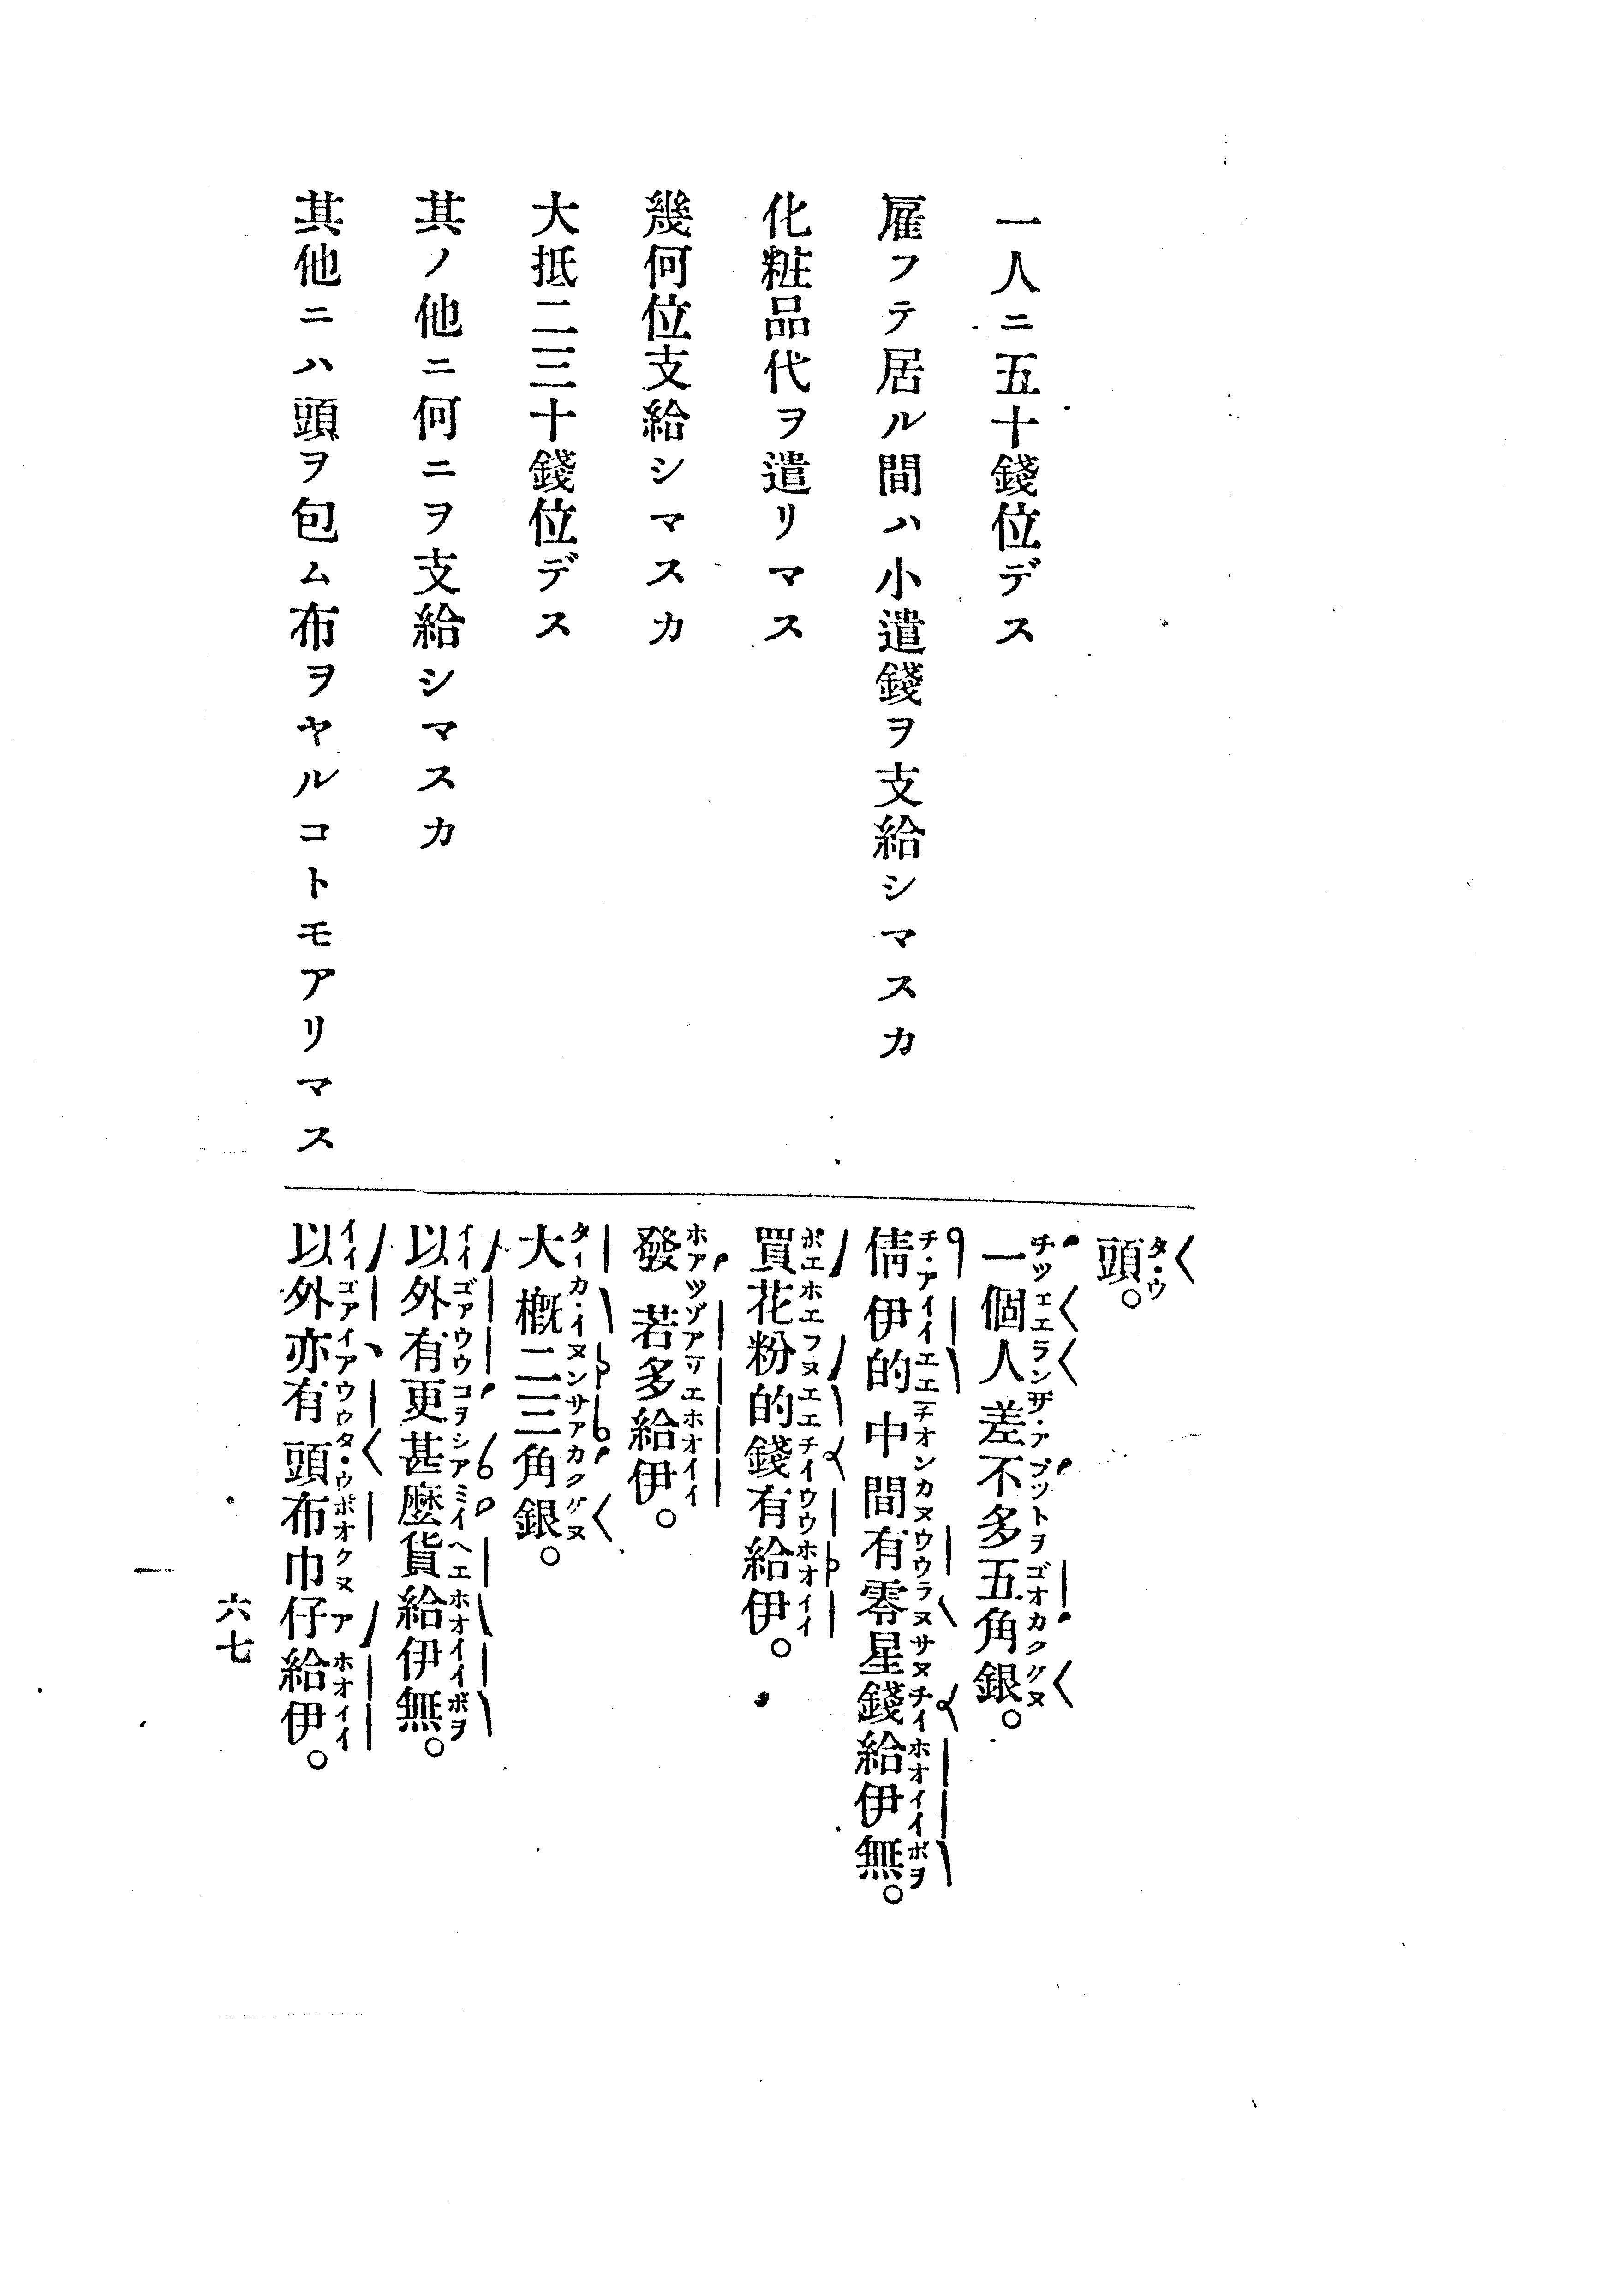 一人ニ五十錢位デス
雇フテ居ル間ハ小遣錢ヲ支給シマスカ
化粧品代ヲ遣リマス
幾何位支給シマスカ
大抵二三十錢位デス
其ノ他ニ何ニヲ支給シマスカ
其他ニハ頭ヲ包ム布ヲヤルコトモアリマス
頭。
一個人差不多五角銀。
倩伊的中間有零星錢給伊無。
買花粉的錢有給伊。
發若多給伊。
大概二三角銀。
以外有更甚麼貨給伊無。
以外亦有頭布巾仔給伊。
六七